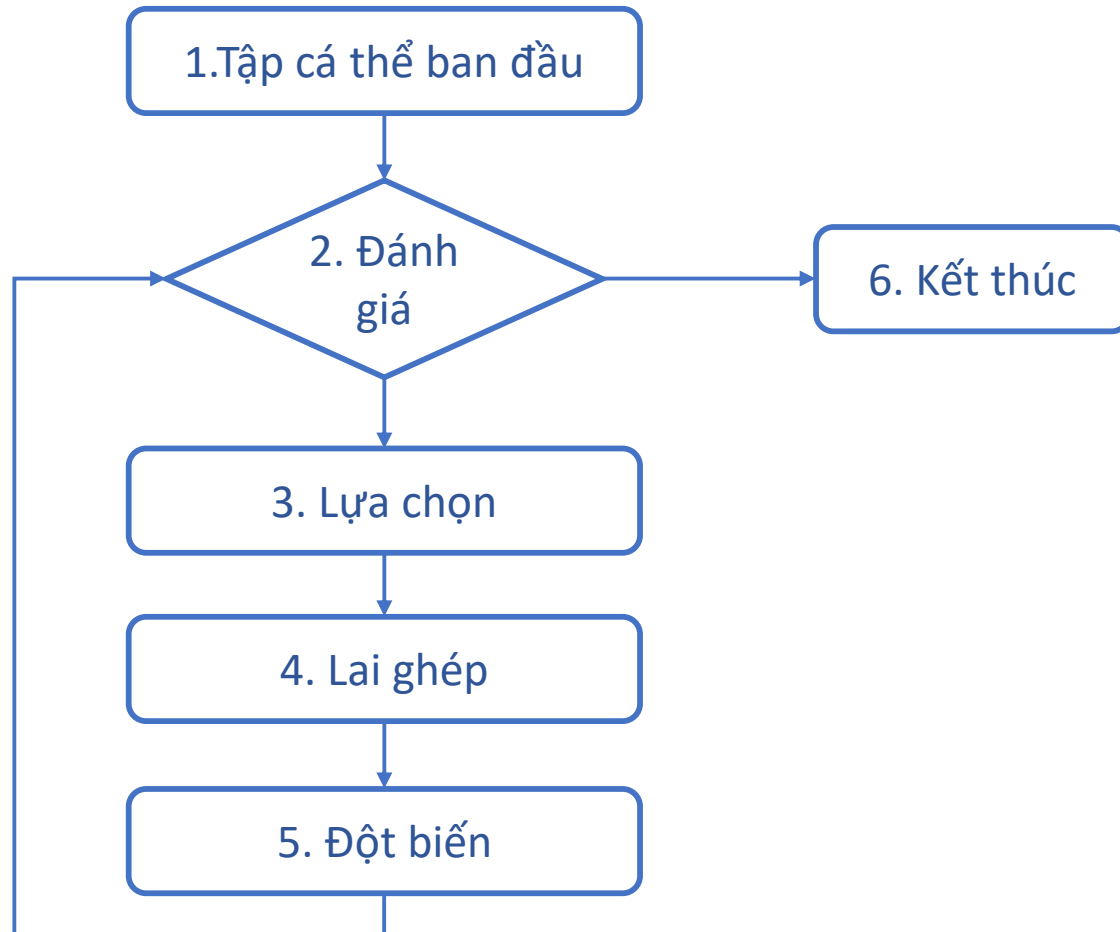 1.Tập cá thể ban đầu
2. Đánh
giá
6. Kết thúc
3. Lựa chọn
4. Lai ghép
5. Đột biến